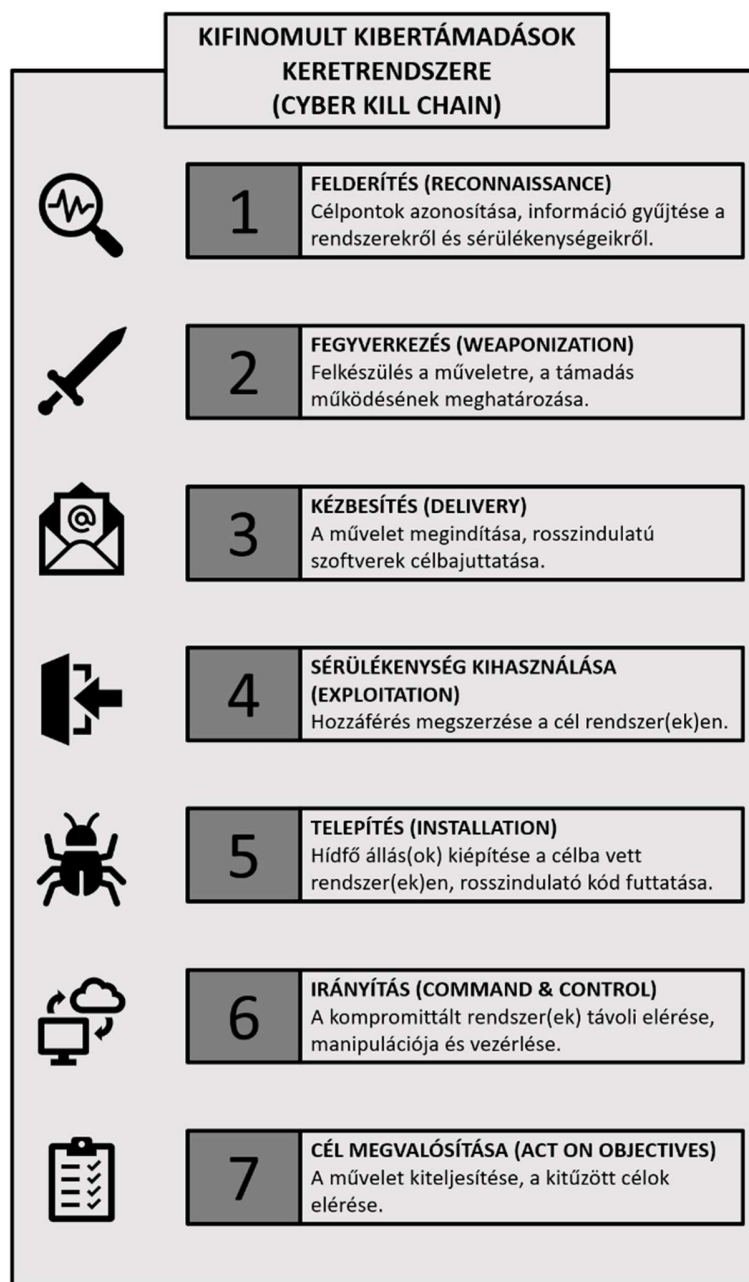 KIFINOMULT KIBERTÁMADÁSOK
KERETRENDSZERE
(CYBER KILL CHAIN)
1
FELDERÍTÉS (RECONNAISSANCE)
Célpontok azonosítása, információ gyűjtése a
rendszerekről és sérülékenységeikről.
2
FEGYVERKEZÉS (WEAPONIZATION)
Felkészülés a műveletre, a támadás
működésének meghatározása.
@
3
KÉZBESÍTÉS (DELIVERY)
A művelet megindítása, rosszindulatú
szoftverek célbajuttatása.
4
SÉRÜLÉKENYSÉG KIHASZNÁLÁSA
(EXPLOITATION)
Hozzáférés megszerzése a cél rendszer(ek)en.
5
TELEPÍTÉS (INSTALLATION)
Hídfő állás(ok) kiépítése a célba vett
rendszer(ek)en, rosszindulató kód futtatása.
6
IRÁNYÍTÁS (COMMAND & CONTROL)
A kompromittált rendszer(ek) távoli elérése,
manipulációja és vezérlése.
7
CÉL MEGVALÓSÍTÁSA (ACT ON OBJECTIVES)
A művelet kiteljesítése, a kitűzött célok
elérése.